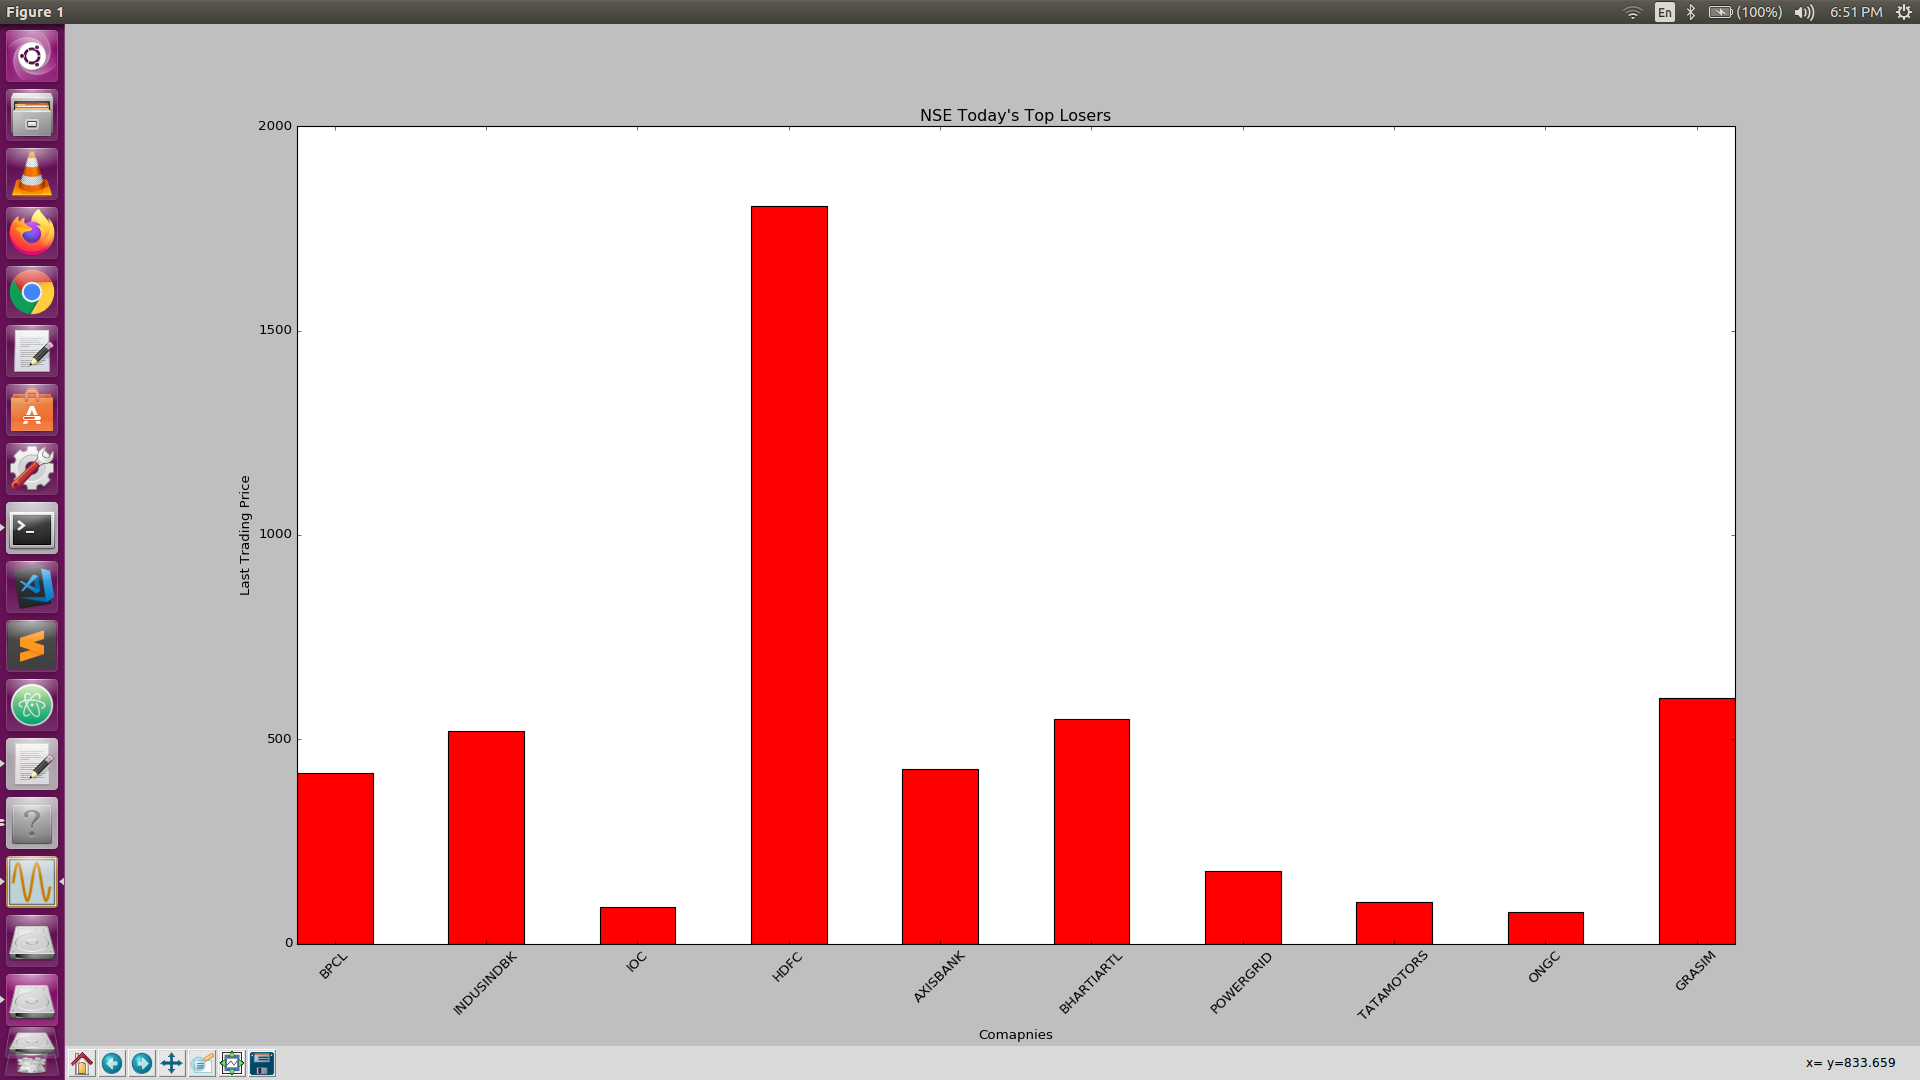 Figure 1
En
(100%)
6:51 PM
NSE Today's Top Losers
2000
1500
1000
500
0
Last Trading Price
BPCL
INDUSINDBK
IOC
HDFC
AXISBANK
BHARTIARTL
POWERGRID
TATAMOTORS
ONGC
GRASIM
Comapnies
x= y=833.659